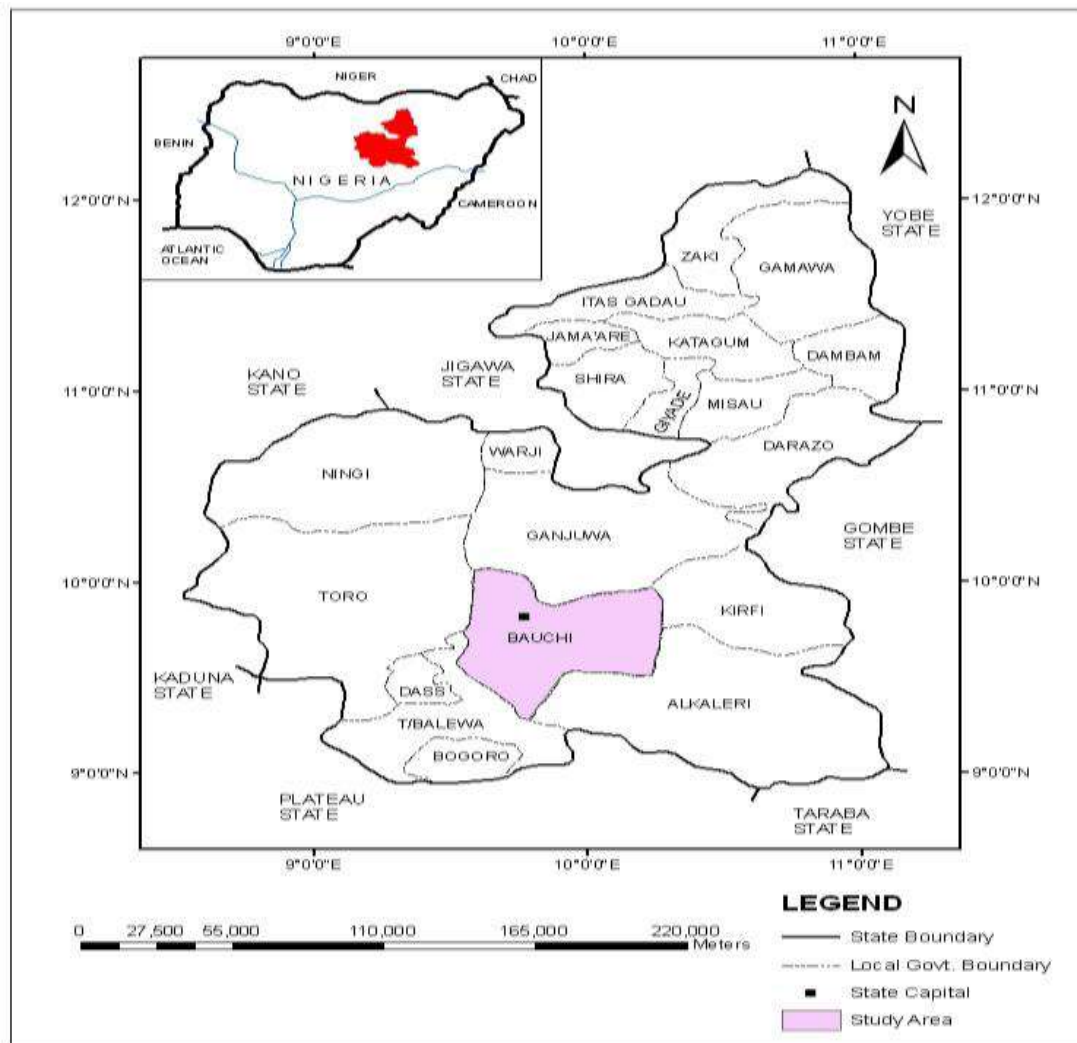 9°0'0"E 10°0'0"E 11°0'0"E
NIGER
CHAD
BENIN
NIGERIA
CAMEROON
ATLANTIC
OCEAN
N
12°0'0"N
12°0'0"N
YOBE
STATE
ZAKI
GAMAWA
ITAS GADAU
JAMA'ARE
KATAGUM
DAMBAM
KANO
STATE
JIGAWA
STATE
SHIRA
GIYADE
MISAU
11°0'0"N
11°0'0"N
DARAZO
WARJI
NINGI
GANJUWA
GOMBE
STATE
10°0'0"N
10°0'0"N
TORO
KIRFI
BAUCHI
KADUNA
STATE
DASS
ALKALERI
T/BALEWA
BOGORO
9°0'0"N
9°0'0"N
PLATEAU
STATE
TARABA
STATE
9°0'0"E 10°0'0"E 11°0'0"E
0 27,500 55,000 110,000 165,000 220,000
Meters
LEGEND
State Boundary
Local Govt. Boundary
State Capital
Study Area